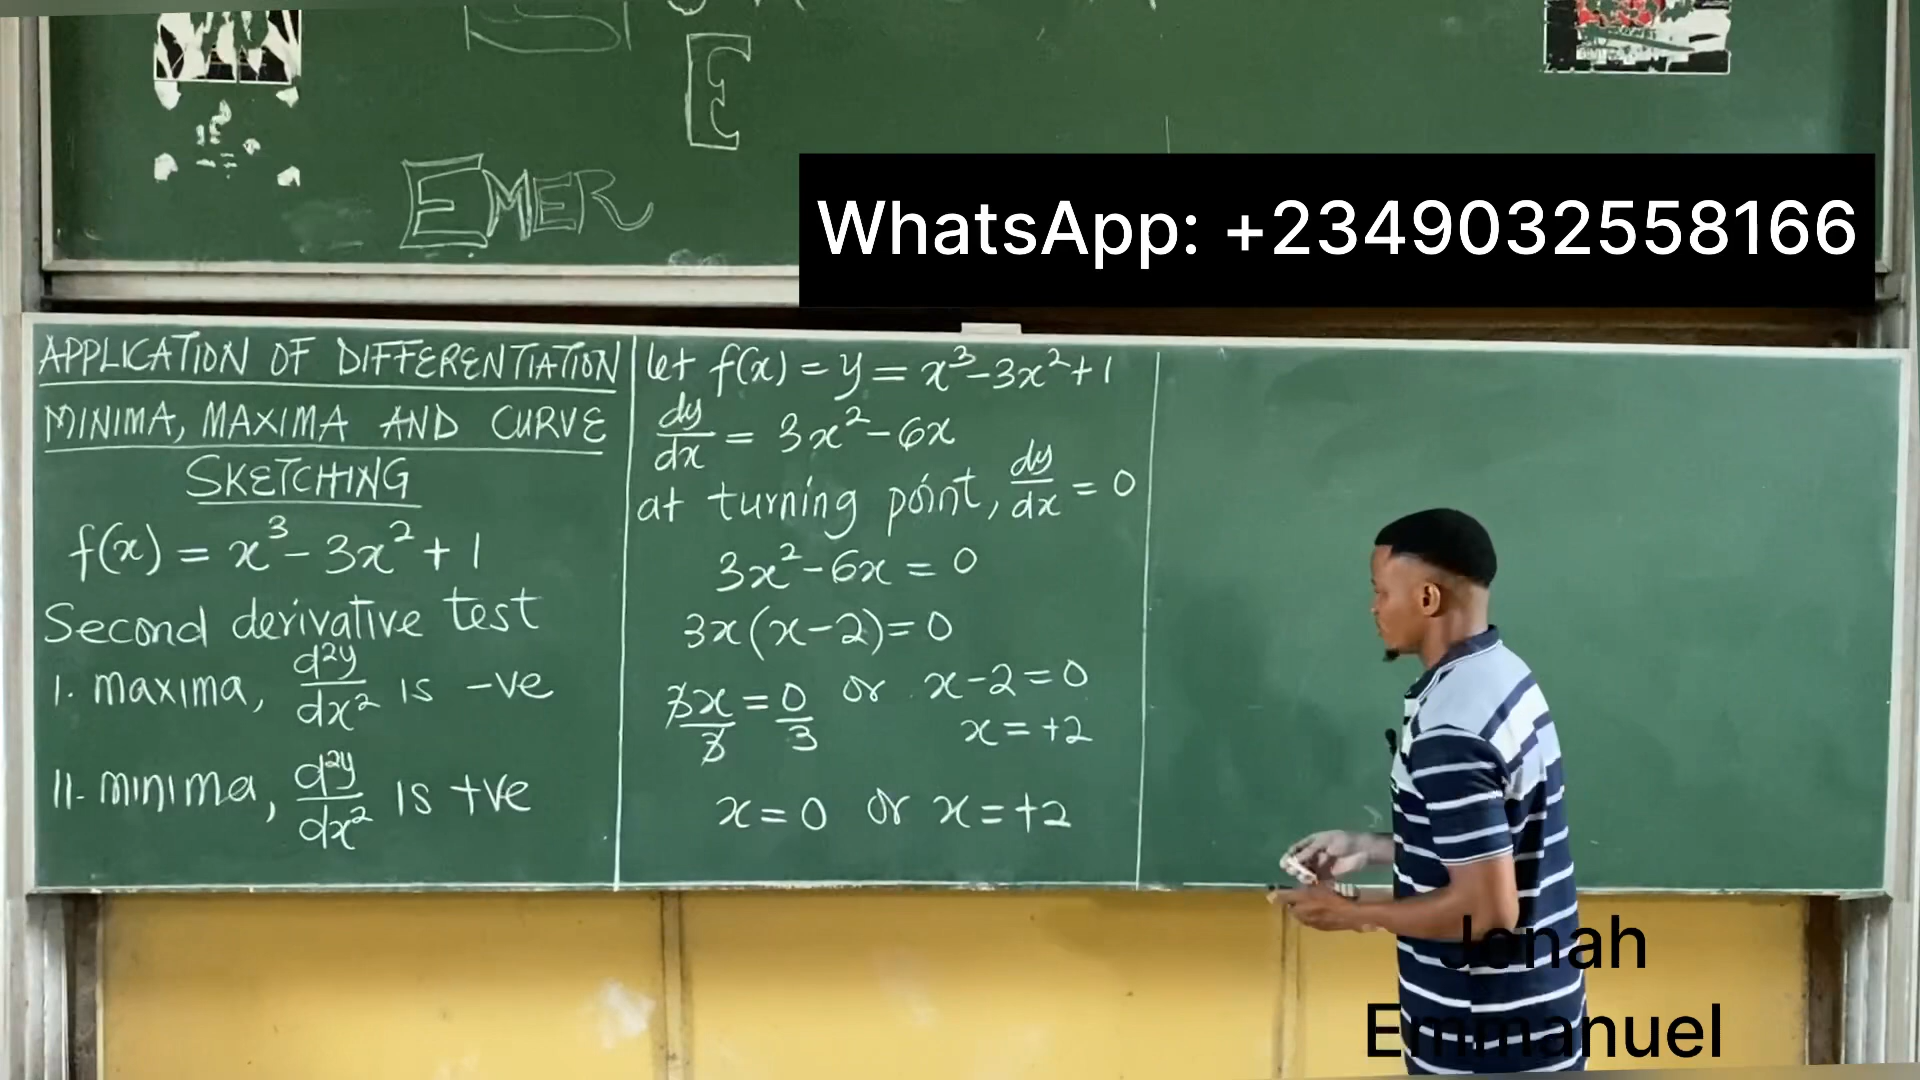 E
EMER
WhatsApp: +2349032558166
APPLICATION OF DIFFERENTIATION
MINIMA, MAXIMA AND CURVE
SKETCHING
f(x) = x³ - 3x² + 1
Second derivative test
I. maxima, d²y/dx² is -ve
II. minima, d²y/dx² is +ve
let f(x) = y = x³-3x²+1
dy/dx = 3x²-6x
at turning point, dy/dx = 0
3x²-6x = 0
3x(x-2)=0
3x/3 = 0/3 or x-2=0
x=+2
x=0 or x=+2
Jonah
Emmanuel